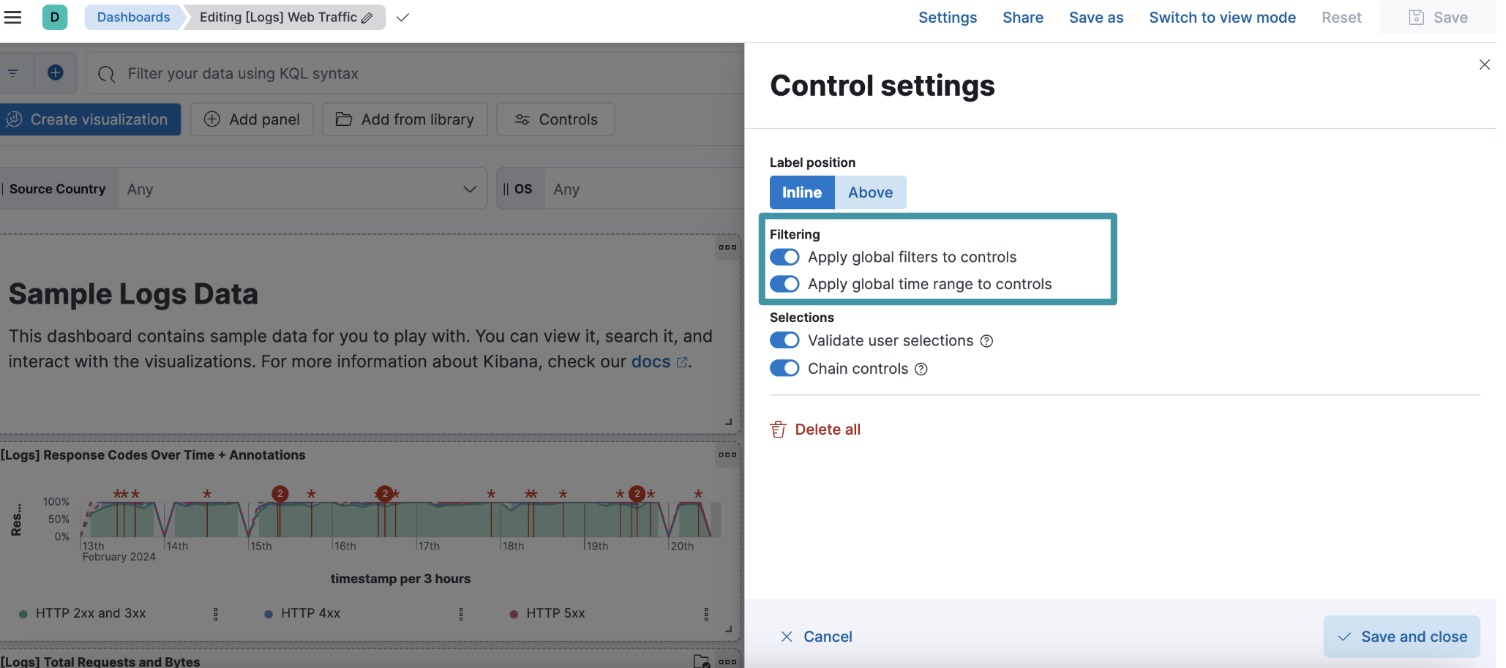 D Dashboards Editing [Logs] Web Traffic Settings Share Save as Switch to view mode Reset Save
Filter your data using KQL syntax
Create visualization Add panel Add from library Controls
Source Country Any OS Any
Sample Logs Data
This dashboard contains sample data for you to play with. You can view it, search it, and
interact with the visualizations. For more information about Kibana, check our docs.
[Logs] Response Codes Over Time + Annotations
Res...
100%
50%
0%
2 2 2
13th 14th 15th 16th 17th 18th 19th 20th
February 2024
timestamp per 3 hours
HTTP 2xx and 3xx HTTP 4xx HTTP 5xx
[Logs] Total Requests and Bytes
Control settings
Label position
Inline Above
Filtering
Apply global filters to controls
Apply global time range to controls
Selections
Validate user selections
Chain controls
Delete all
Cancel Save and close